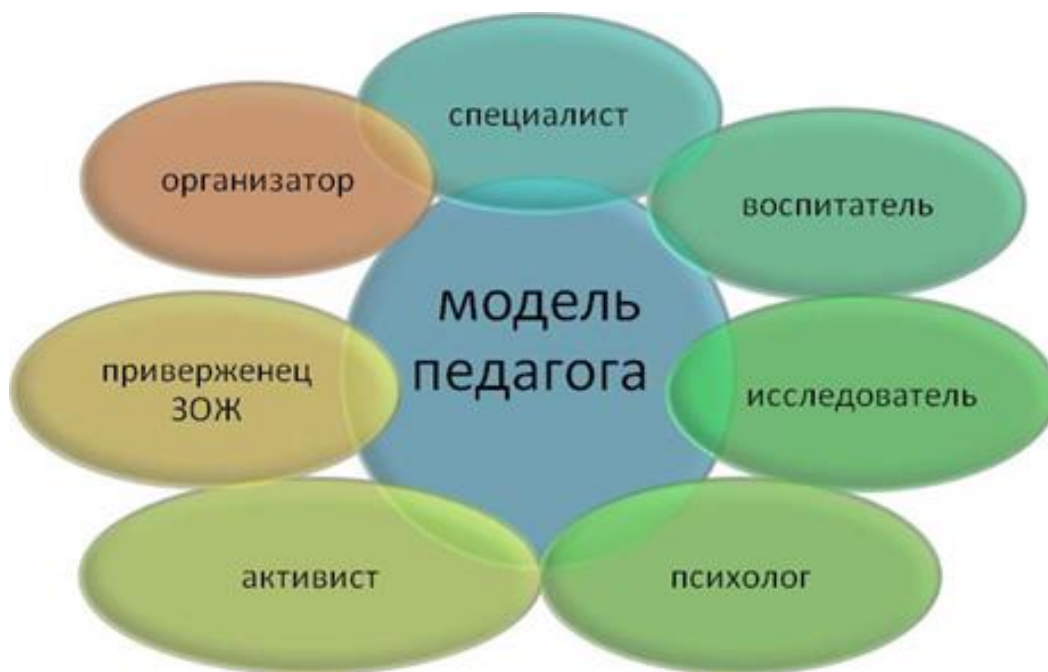 специалист
организатор
воспитатель
модель
педагога
приверженец
ЗОЖ
исследователь
активист
психолог